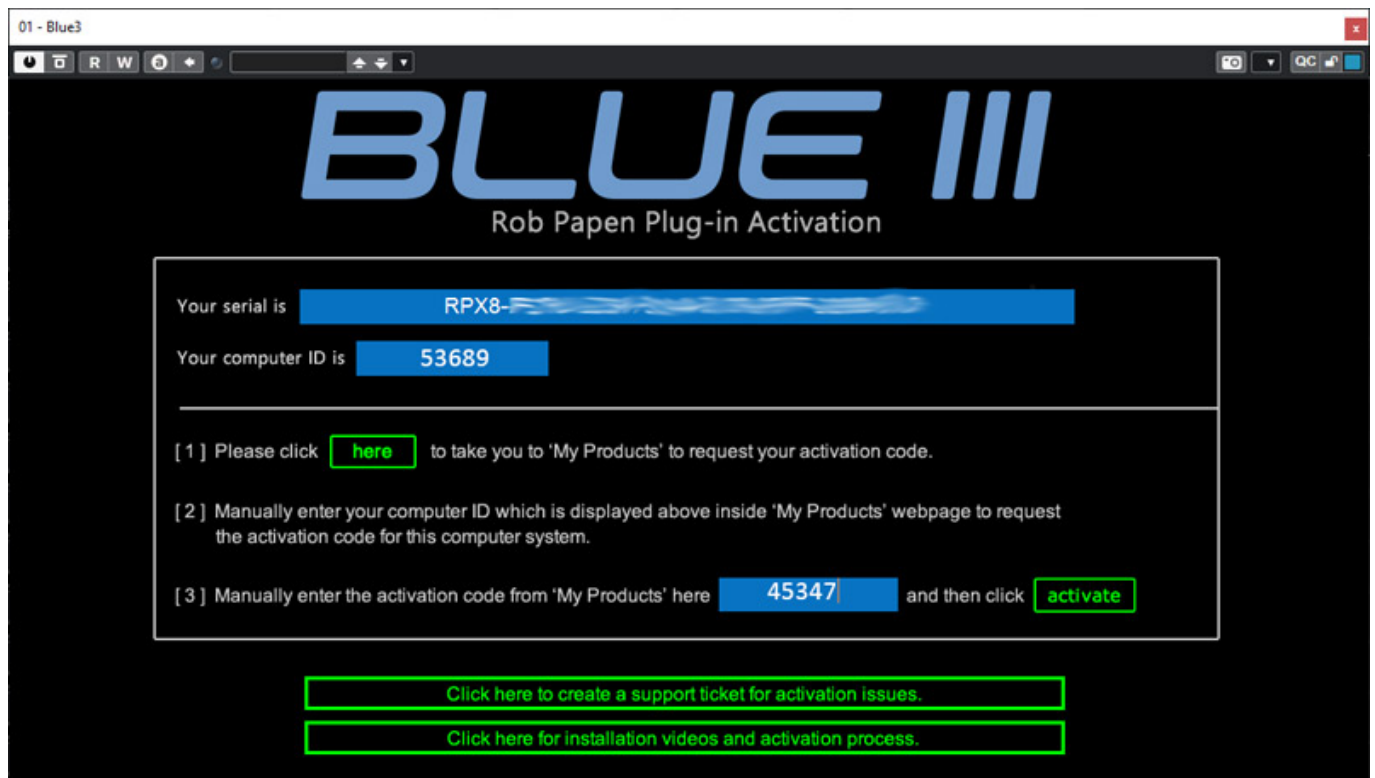 01 - Blue3
R W QC
BLUE III
Rob Papen Plug-in Activation
Your serial is RPX8-
Your computer ID is 53689
[ 1 ] Please click here to take you to ‘My Products’ to request your activation code.
[ 2 ] Manually enter your computer ID which is displayed above inside ‘My Products’ webpage to request
the activation code for this computer system.
[ 3 ] Manually enter the activation code from ‘My Products’ here 45347 and then click activate
Click here to create a support ticket for activation issues.
Click here for installation videos and activation process.